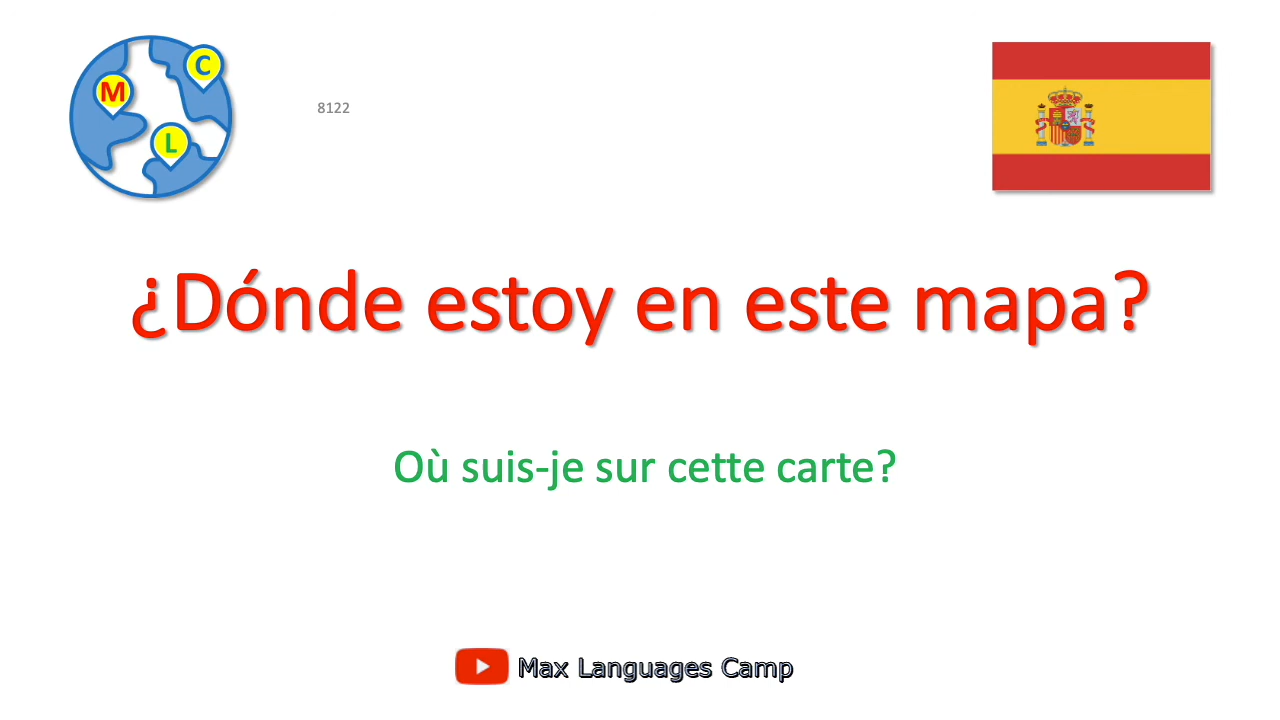 M
C
L
8122
¿Dónde estoy en este mapa?
Où suis-je sur cette carte?
Max Languages Camp